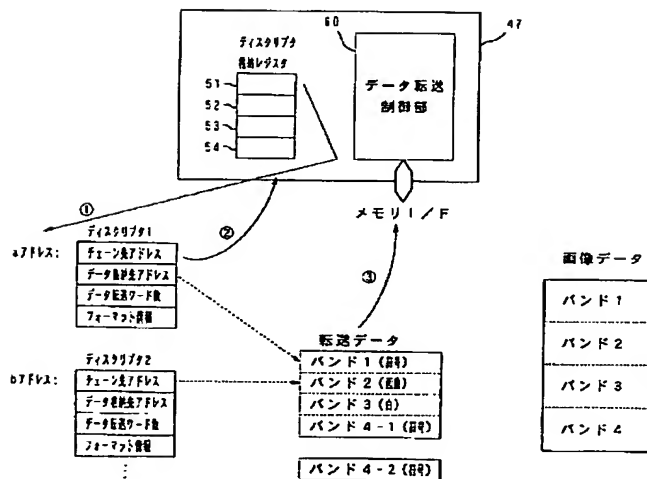 60
47
ディスクリプタ
格納レジスタ
51
52
53
54
データ転送
制御部
①
②
メモリI/F
③
aアドレス:
ディスクリプタ1
チェーン先アドレス
データ格納先アドレス
データ転送ワード数
フォーマット情報
画像データ
バンド1
バンド2
バンド3
バンド4
転送データ
バンド1(符号)
バンド2(画像)
バンド3(白)
バンド4-1(符号)
バンド4-2(符号)
bアドレス:
ディスクリプタ2
チェーン先アドレス
データ格納先アドレス
データ転送ワード数
フォーマット情報